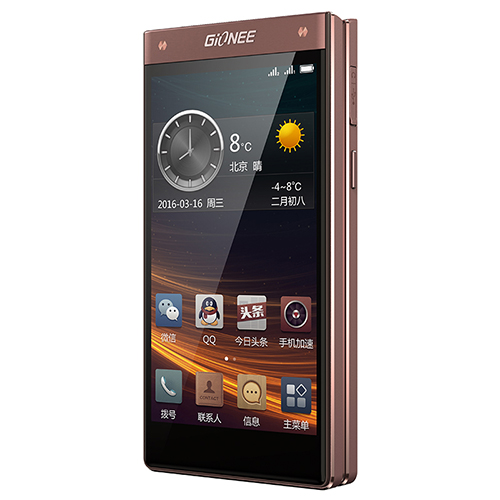 GiONEE
8°C
北京 晴
-4~8°C
2016-03-16 周三
二月初八
头条
微信
QQ
今日头条
手机加速
CONTACT
拨号
联系人
信息
主菜单